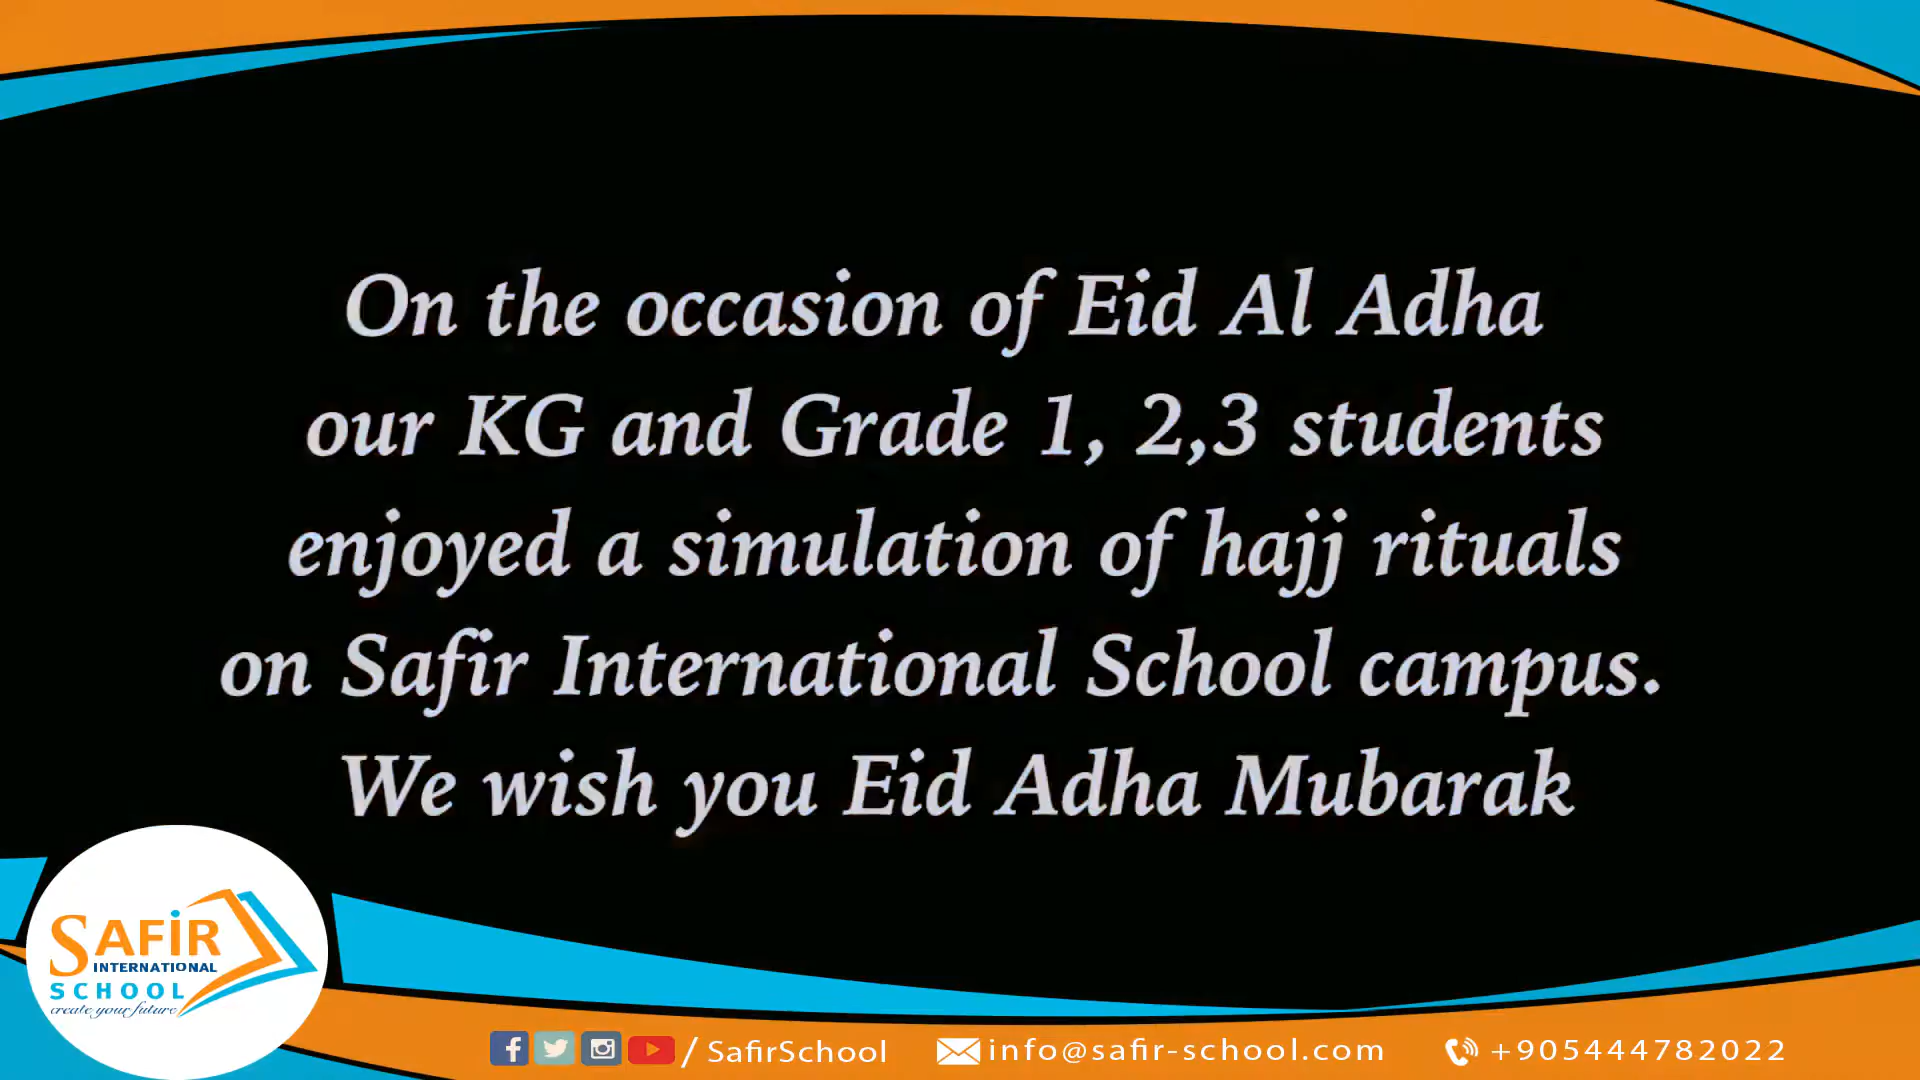 On the occasion of Eid Al Adha
our KG and Grade 1, 2,3 students
enjoyed a simulation of hajj rituals
on Safir International School campus.
We wish you Eid Adha Mubarak
SAFİR
INTERNATIONAL
SCHOOL
create your future
/ SafirSchool info@safir-school.com +905444782022